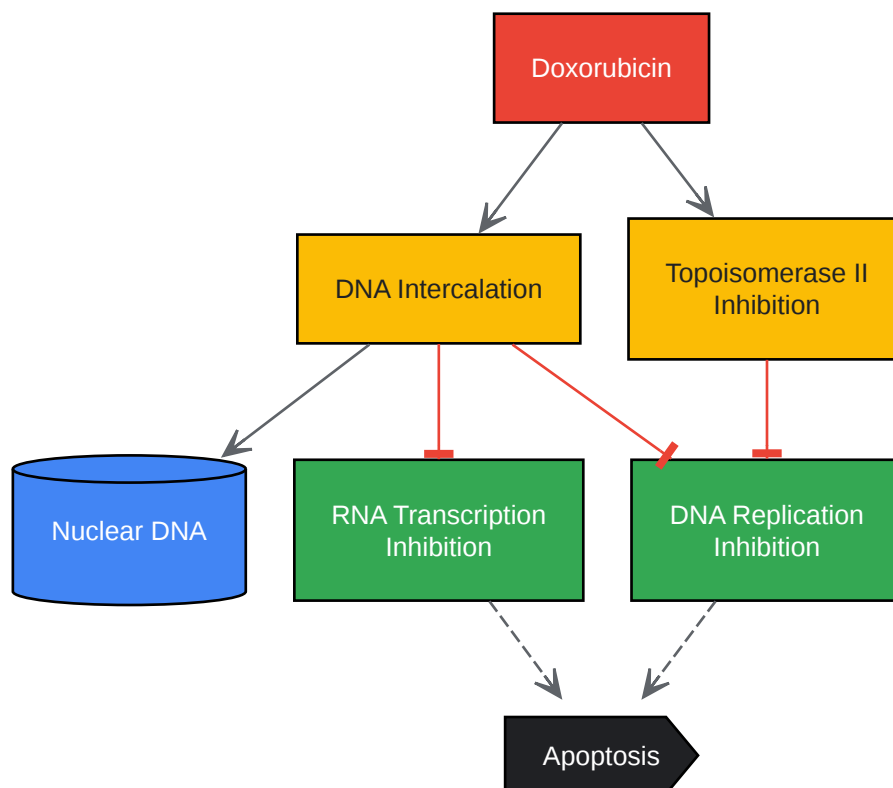 Doxorubicin
DNA Intercalation
Topoisomerase II
Inhibition
Nuclear DNA
RNA Transcription
Inhibition
DNA Replication
Inhibition
Apoptosis